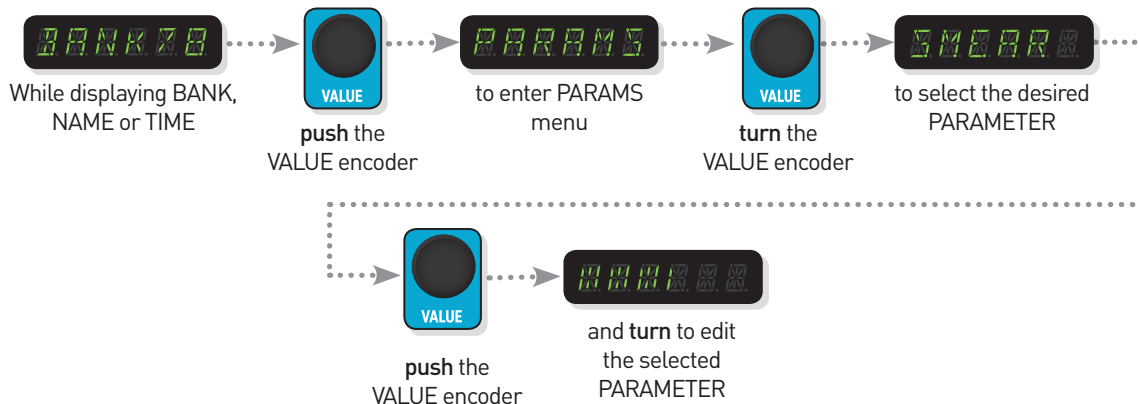 BANK78
PARAMS
SMEAR
VALUE
VALUE
While displaying BANK,
NAME or TIME
push the
VALUE encoder
to enter PARAMS
menu
turn the
VALUE encoder
to select the desired
PARAMETER
VALUE
push the
VALUE encoder
and turn to edit
the selected
PARAMETER